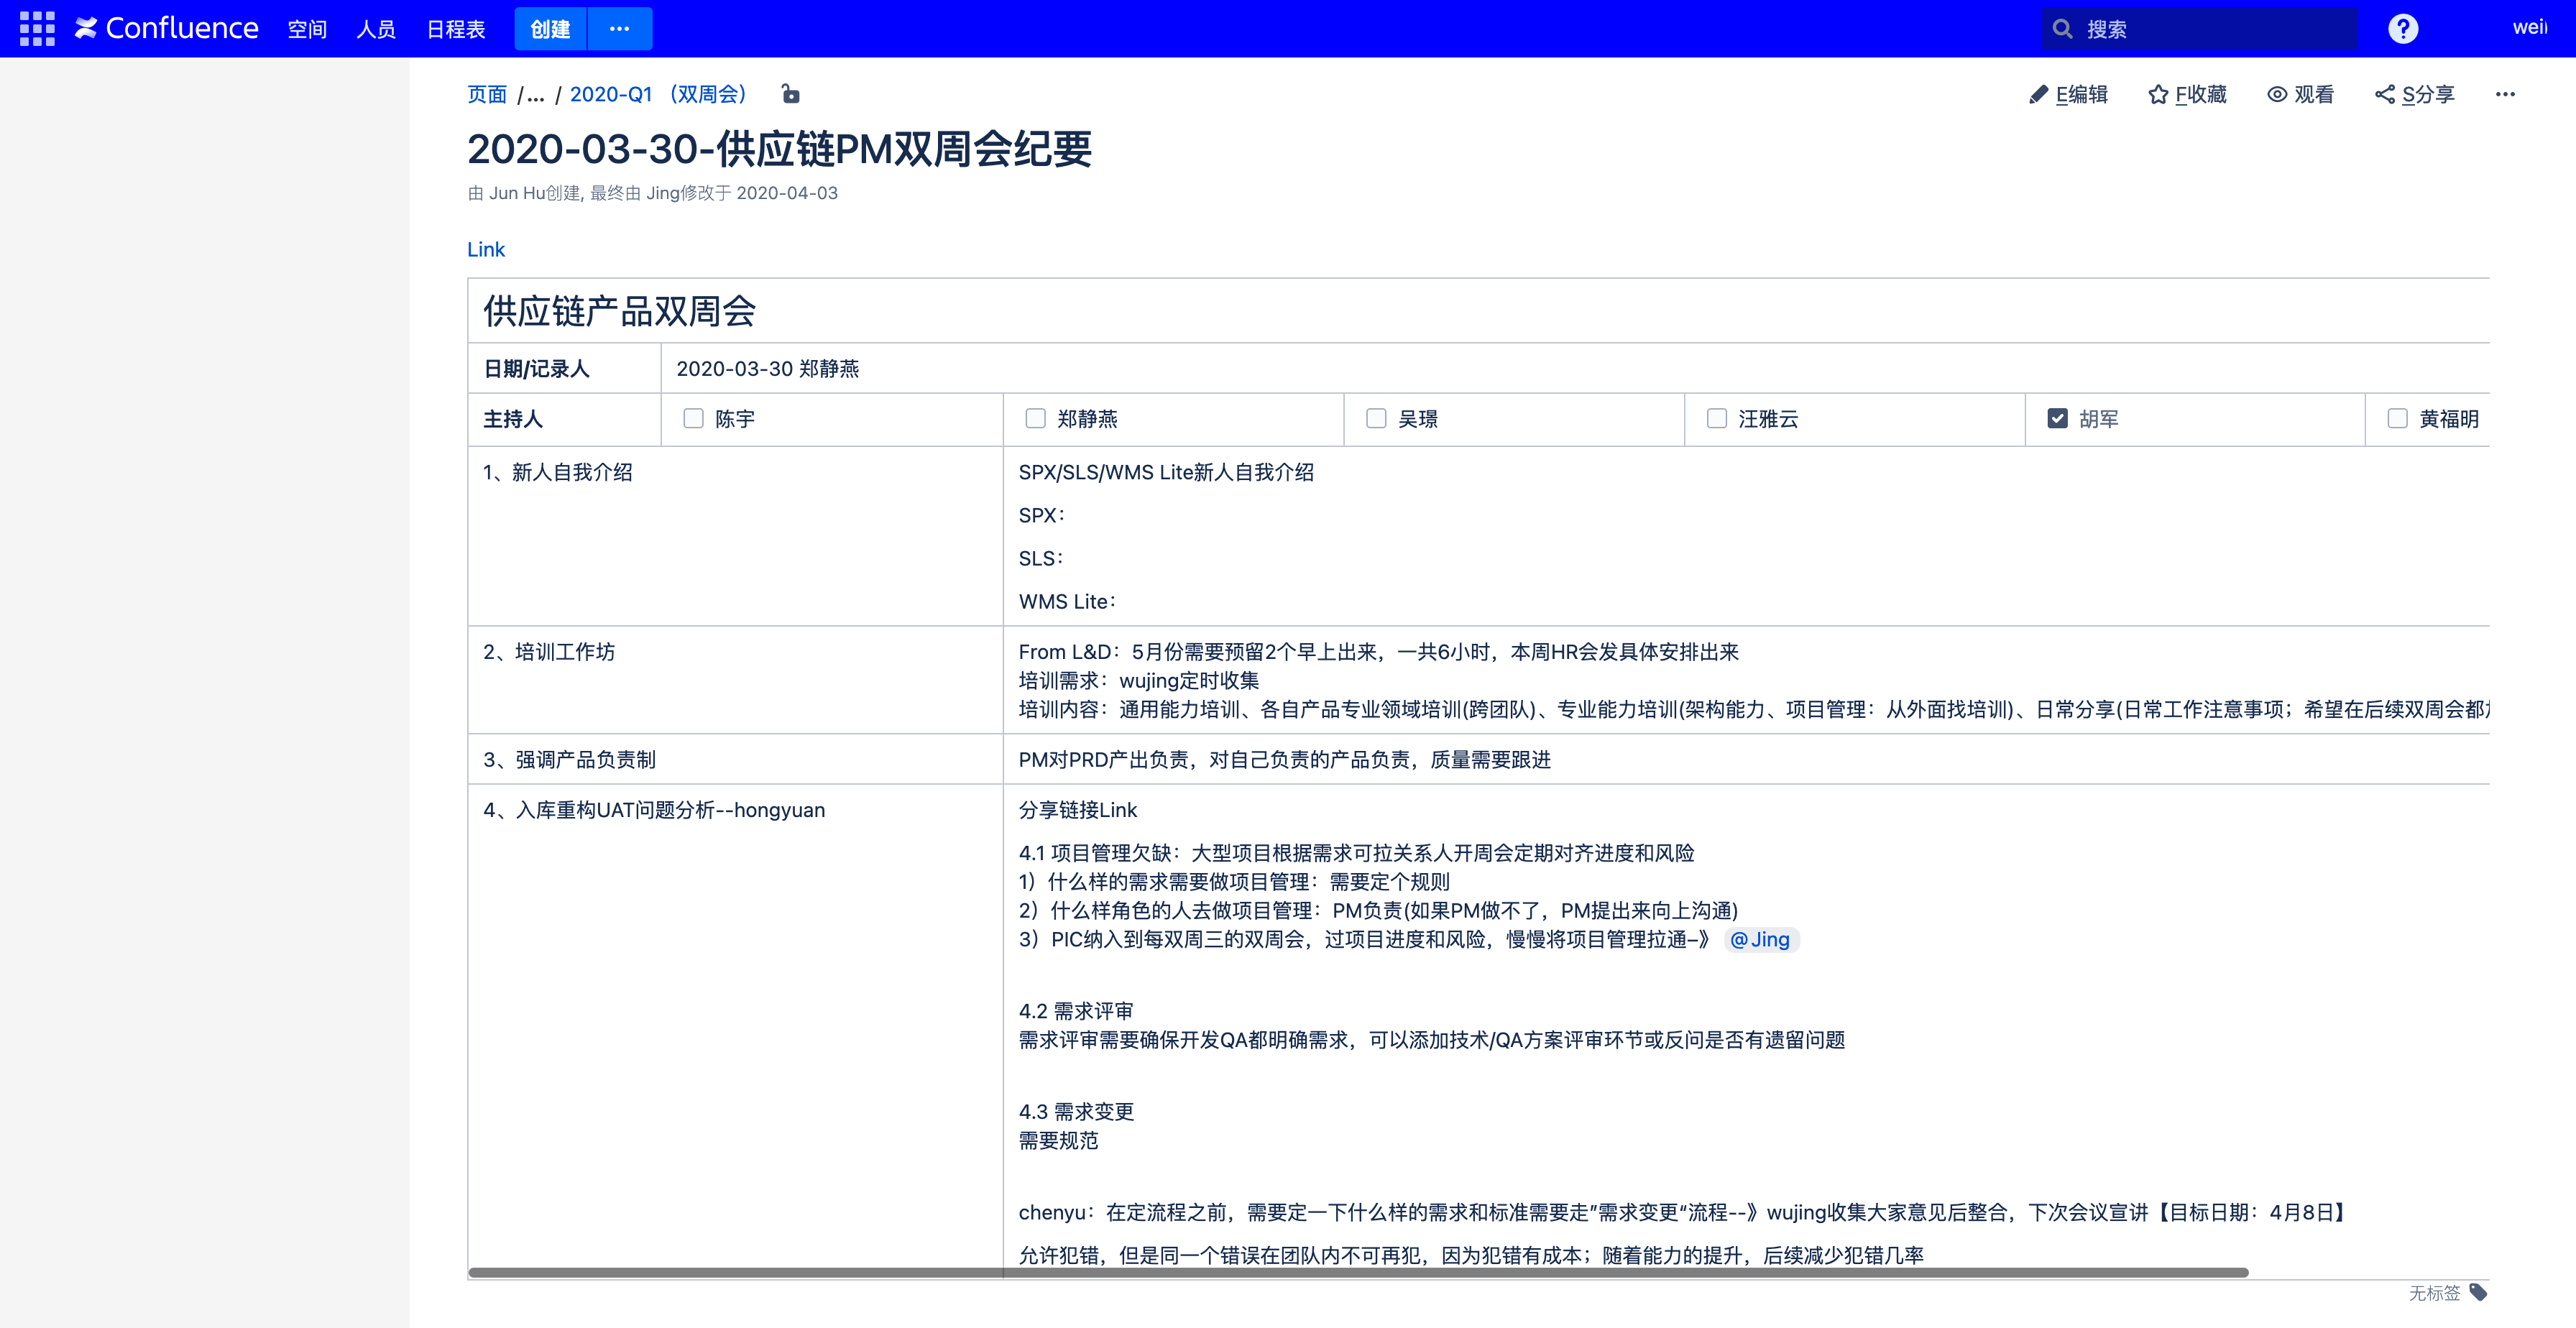 Confluence 空间 人员 日程表 创建 ··· 搜索 weil
页面 /... / 2020-Q1 （双周会） E编辑 F收藏 观看 S分享 ···
2020-03-30-供应链PM双周会纪要
由 Jun Hu创建, 最终由 Jing修改于 2020-04-03
Link
供应链产品双周会
日期/记录人 2020-03-30 郑静燕
主持人 陈宇 郑静燕 吴璟 汪雅云 胡军 黄福明
1、新人自我介绍 SPX/SLS/WMS Lite新人自我介绍
SPX：
SLS：
WMS Lite：
2、培训工作坊 From L&D：5月份需要预留2个早上出来，一共6小时，本周HR会发具体安排出来
培训需求：wujing定时收集
培训内容：通用能力培训、各自产品专业领域培训(跨团队)、专业能力培训(架构能力、项目管理：从外面找培训)、日常分享(日常工作注意事项；希望在后续双周会都
3、强调产品负责制 PM对PRD产出负责，对自己负责的产品负责，质量需要跟进
4、入库重构UAT问题分析--hongyuan 分享链接Link
4.1 项目管理欠缺：大型项目根据需求可拉关系人开周会定期对齐进度和风险
1）什么样的需求需要做项目管理：需要定个规则
2）什么样角色的人去做项目管理：PM负责(如果PM做不了，PM提出来向上沟通)
3）PIC纳入到每双周三的双周会，过项目进度和风险，慢慢将项目管理拉通–》 @Jing
4.2 需求评审
需求评审需要确保开发QA都明确需求，可以添加技术/QA方案评审环节或反问是否有遗留问题
4.3 需求变更
需要规范
chenyu：在定流程之前，需要定一下什么样的需求和标准需要走”需求变更“流程--》wujing收集大家意见后整合，下次会议宣讲【目标日期：4月8日】
允许犯错，但是同一个错误在团队内不可再犯，因为犯错有成本；随着能力的提升，后续减少犯错几率
无标签